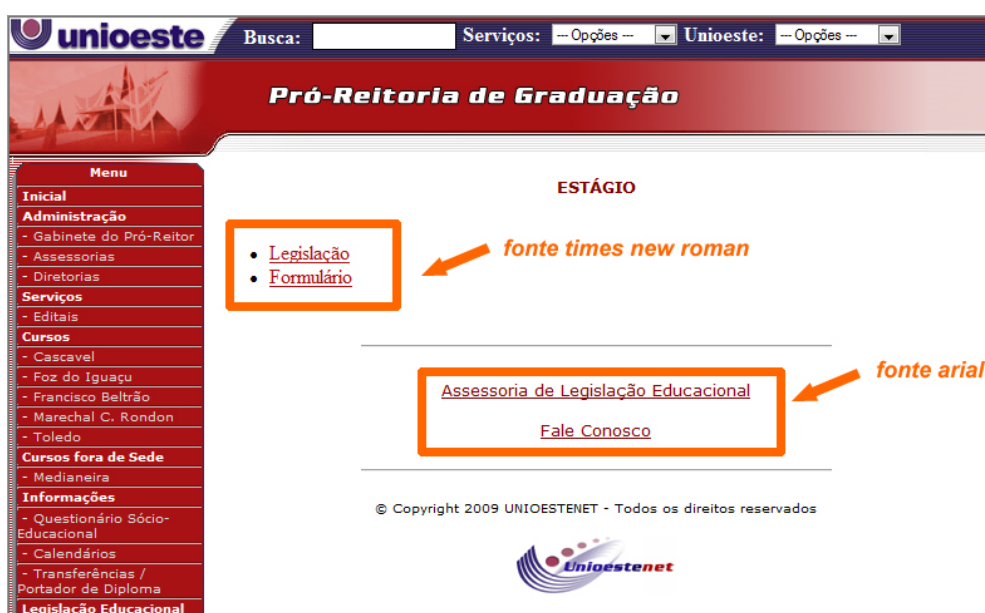 unioeste Busca: Serviços: -- Opções -- Unioeste: -- Opções --
Pró-Reitoria de Graduação
Menu
Inicial
Administração
- Gabinete do Pró-Reitor
- Assessorias
- Diretorias
Serviços
- Editais
Cursos
- Cascavel
- Foz do Iguaçu
- Francisco Beltrão
- Marechal C. Rondon
- Toledo
Cursos fora de Sede
- Medianeira
Informações
- Questionário Sócio-
Educacional
- Calendários
- Transferências /
Portador de Diploma
Legislação Educacional
ESTÁGIO
• Legislação
• Formulário
fonte times new roman
Assessoria de Legislação Educacional
Fale Conosco
fonte arial
© Copyright 2009 UNIOESTENET - Todos os direitos reservados
Unioestenet